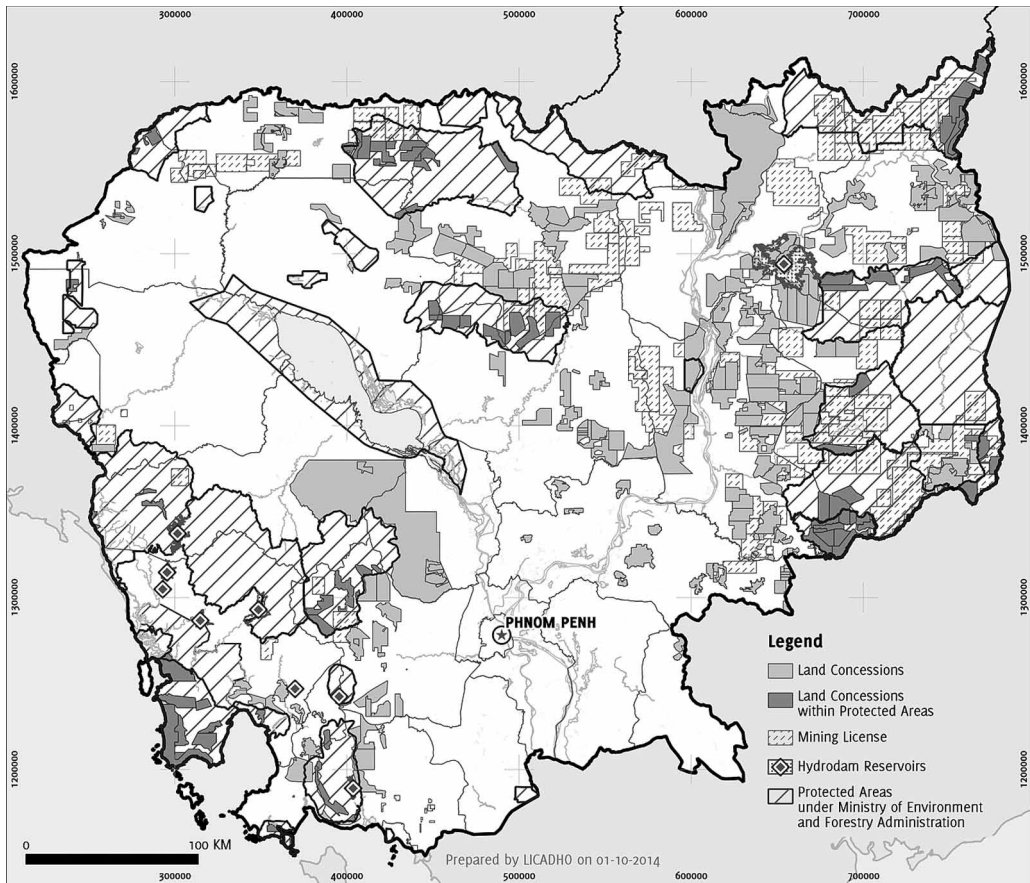 300000 400000 500000 600000 700000
1600000 1600000
1500000 1500000
1400000 1400000
1300000 1300000
PHNOM PENH
Legend
Land Concessions
Land Concessions
within Protected Areas
Mining License
1200000 1200000
Hydrodam Reservoirs
Protected Areas
under Ministry of Environment
and Forestry Administration
0 100 KM
Prepared by LICADHO on 01-10-2014
300000 400000 500000 600000 700000